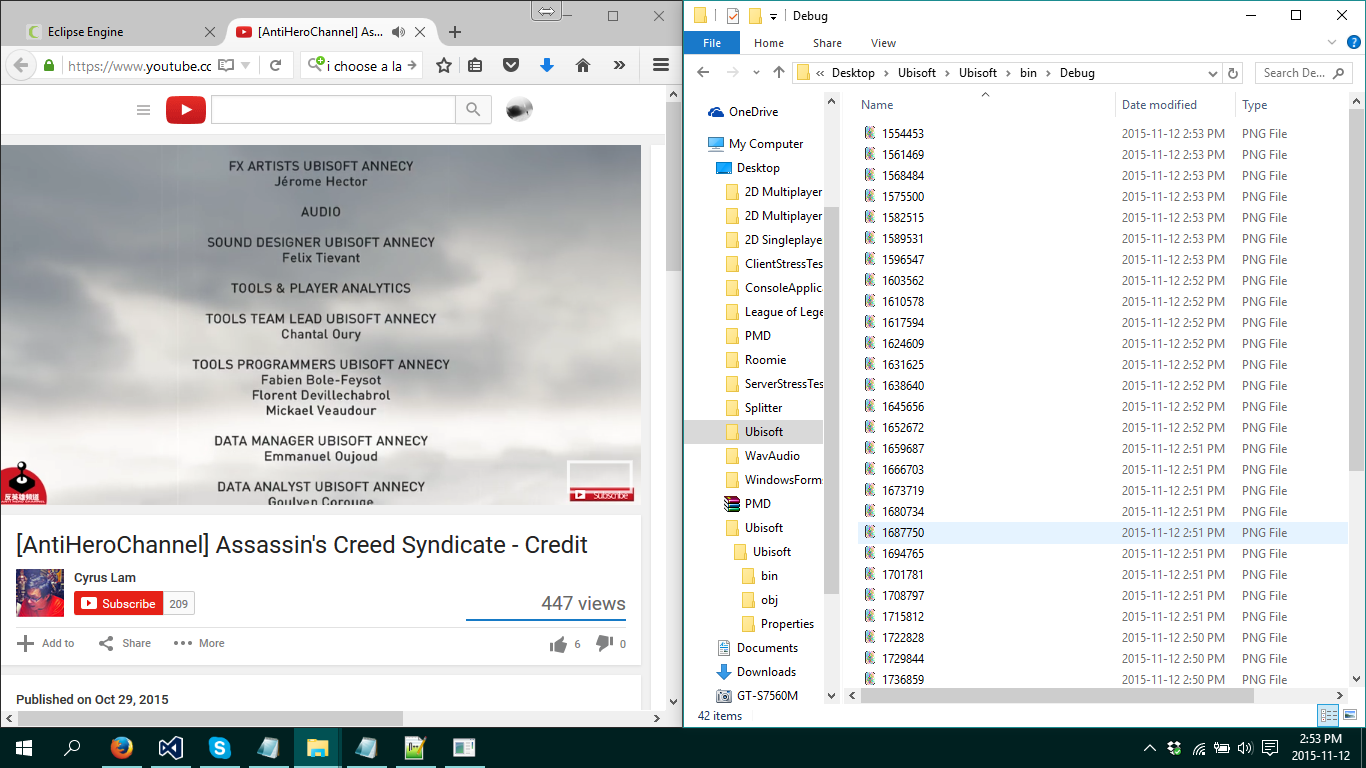 Eclipse Engine
[AntiHeroChannel] As...
https://www.youtube.cc
i choose a la
FX ARTISTS UBISOFT ANNECY
Jérome Hector
AUDIO
SOUND DESIGNER UBISOFT ANNECY
Felix Tievant
TOOLS & PLAYER ANALYTICS
TOOLS TEAM LEAD UBISOFT ANNECY
Chantal Oury
TOOLS PROGRAMMERS UBISOFT ANNECY
Fabien Bole-Feysot
Florent Devillechabrol
Mickael Veaudour
DATA MANAGER UBISOFT ANNECY
Emmanuel Oujoud
DATA ANALYST UBISOFT ANNECY
Goulven Corouge
反英雄頻道
Subscribe
[AntiHeroChannel] Assassin's Creed Syndicate - Credit
Cyrus Lam
Subscribe 209
447 views
Add to Share More 6 0
Published on Oct 29, 2015
Debug
File Home Share View
« Desktop Ubisoft Ubisoft bin Debug
Search De...
OneDrive
My Computer
Desktop
2D Multiplayer
2D Multiplayer
2D Singleplaye
ClientStressTes
ConsoleApplica
League of Lege
PMD
Roomie
ServerStressTes
Splitter
Ubisoft
WavAudio
WindowsForm
PMD
Ubisoft
Ubisoft
bin
obj
Properties
Documents
Downloads
GT-S7560M
Name Date modified Type
1554453 2015-11-12 2:53 PM PNG File
1561469 2015-11-12 2:53 PM PNG File
1568484 2015-11-12 2:53 PM PNG File
1575500 2015-11-12 2:53 PM PNG File
1582515 2015-11-12 2:53 PM PNG File
1589531 2015-11-12 2:53 PM PNG File
1596547 2015-11-12 2:53 PM PNG File
1603562 2015-11-12 2:52 PM PNG File
1610578 2015-11-12 2:52 PM PNG File
1617594 2015-11-12 2:52 PM PNG File
1624609 2015-11-12 2:52 PM PNG File
1631625 2015-11-12 2:52 PM PNG File
1638640 2015-11-12 2:52 PM PNG File
1645656 2015-11-12 2:52 PM PNG File
1652672 2015-11-12 2:52 PM PNG File
1659687 2015-11-12 2:51 PM PNG File
1666703 2015-11-12 2:51 PM PNG File
1673719 2015-11-12 2:51 PM PNG File
1680734 2015-11-12 2:51 PM PNG File
1687750 2015-11-12 2:51 PM PNG File
1694765 2015-11-12 2:51 PM PNG File
1701781 2015-11-12 2:51 PM PNG File
1708797 2015-11-12 2:51 PM PNG File
1715812 2015-11-12 2:51 PM PNG File
1722828 2015-11-12 2:50 PM PNG File
1729844 2015-11-12 2:50 PM PNG File
1736859 2015-11-12 2:50 PM PNG File
42 items
2:53 PM
2015-11-12